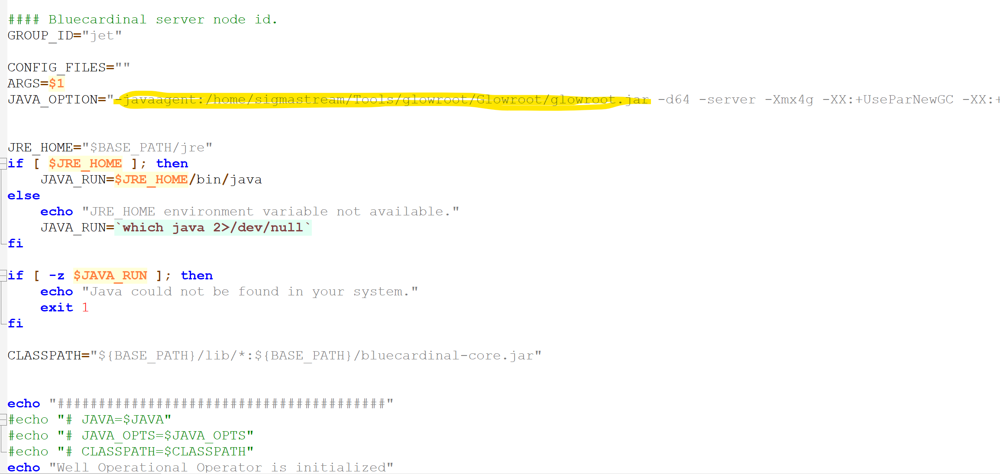 #### Bluecardinal server node id.
GROUP_ID="jet"
CONFIG_FILES=""
ARGS=$1
JAVA_OPTION="-javaagent:/home/sigmastream/Tools/glowroot/Glowroot/glowroot.jar -d64 -server -Xmx4g -XX:+UseParNewGC -XX:+
JRE_HOME="$BASE_PATH/jre"
if [ $JRE_HOME ]; then
    JAVA_RUN=$JRE_HOME/bin/java
else
    echo "JRE_HOME environment variable not available."
    JAVA_RUN=`which java 2>/dev/null`
fi
if [ -z $JAVA_RUN ]; then
    echo "Java could not be found in your system."
    exit 1
fi
CLASSPATH="${BASE_PATH}/lib/*:${BASE_PATH}/bluecardinal-core.jar"
echo "########################################"
#echo "# JAVA=$JAVA"
#echo "# JAVA_OPTS=$JAVA_OPTS"
#echo "# CLASSPATH=$CLASSPATH"
echo "Well Operational Operator is initialized"